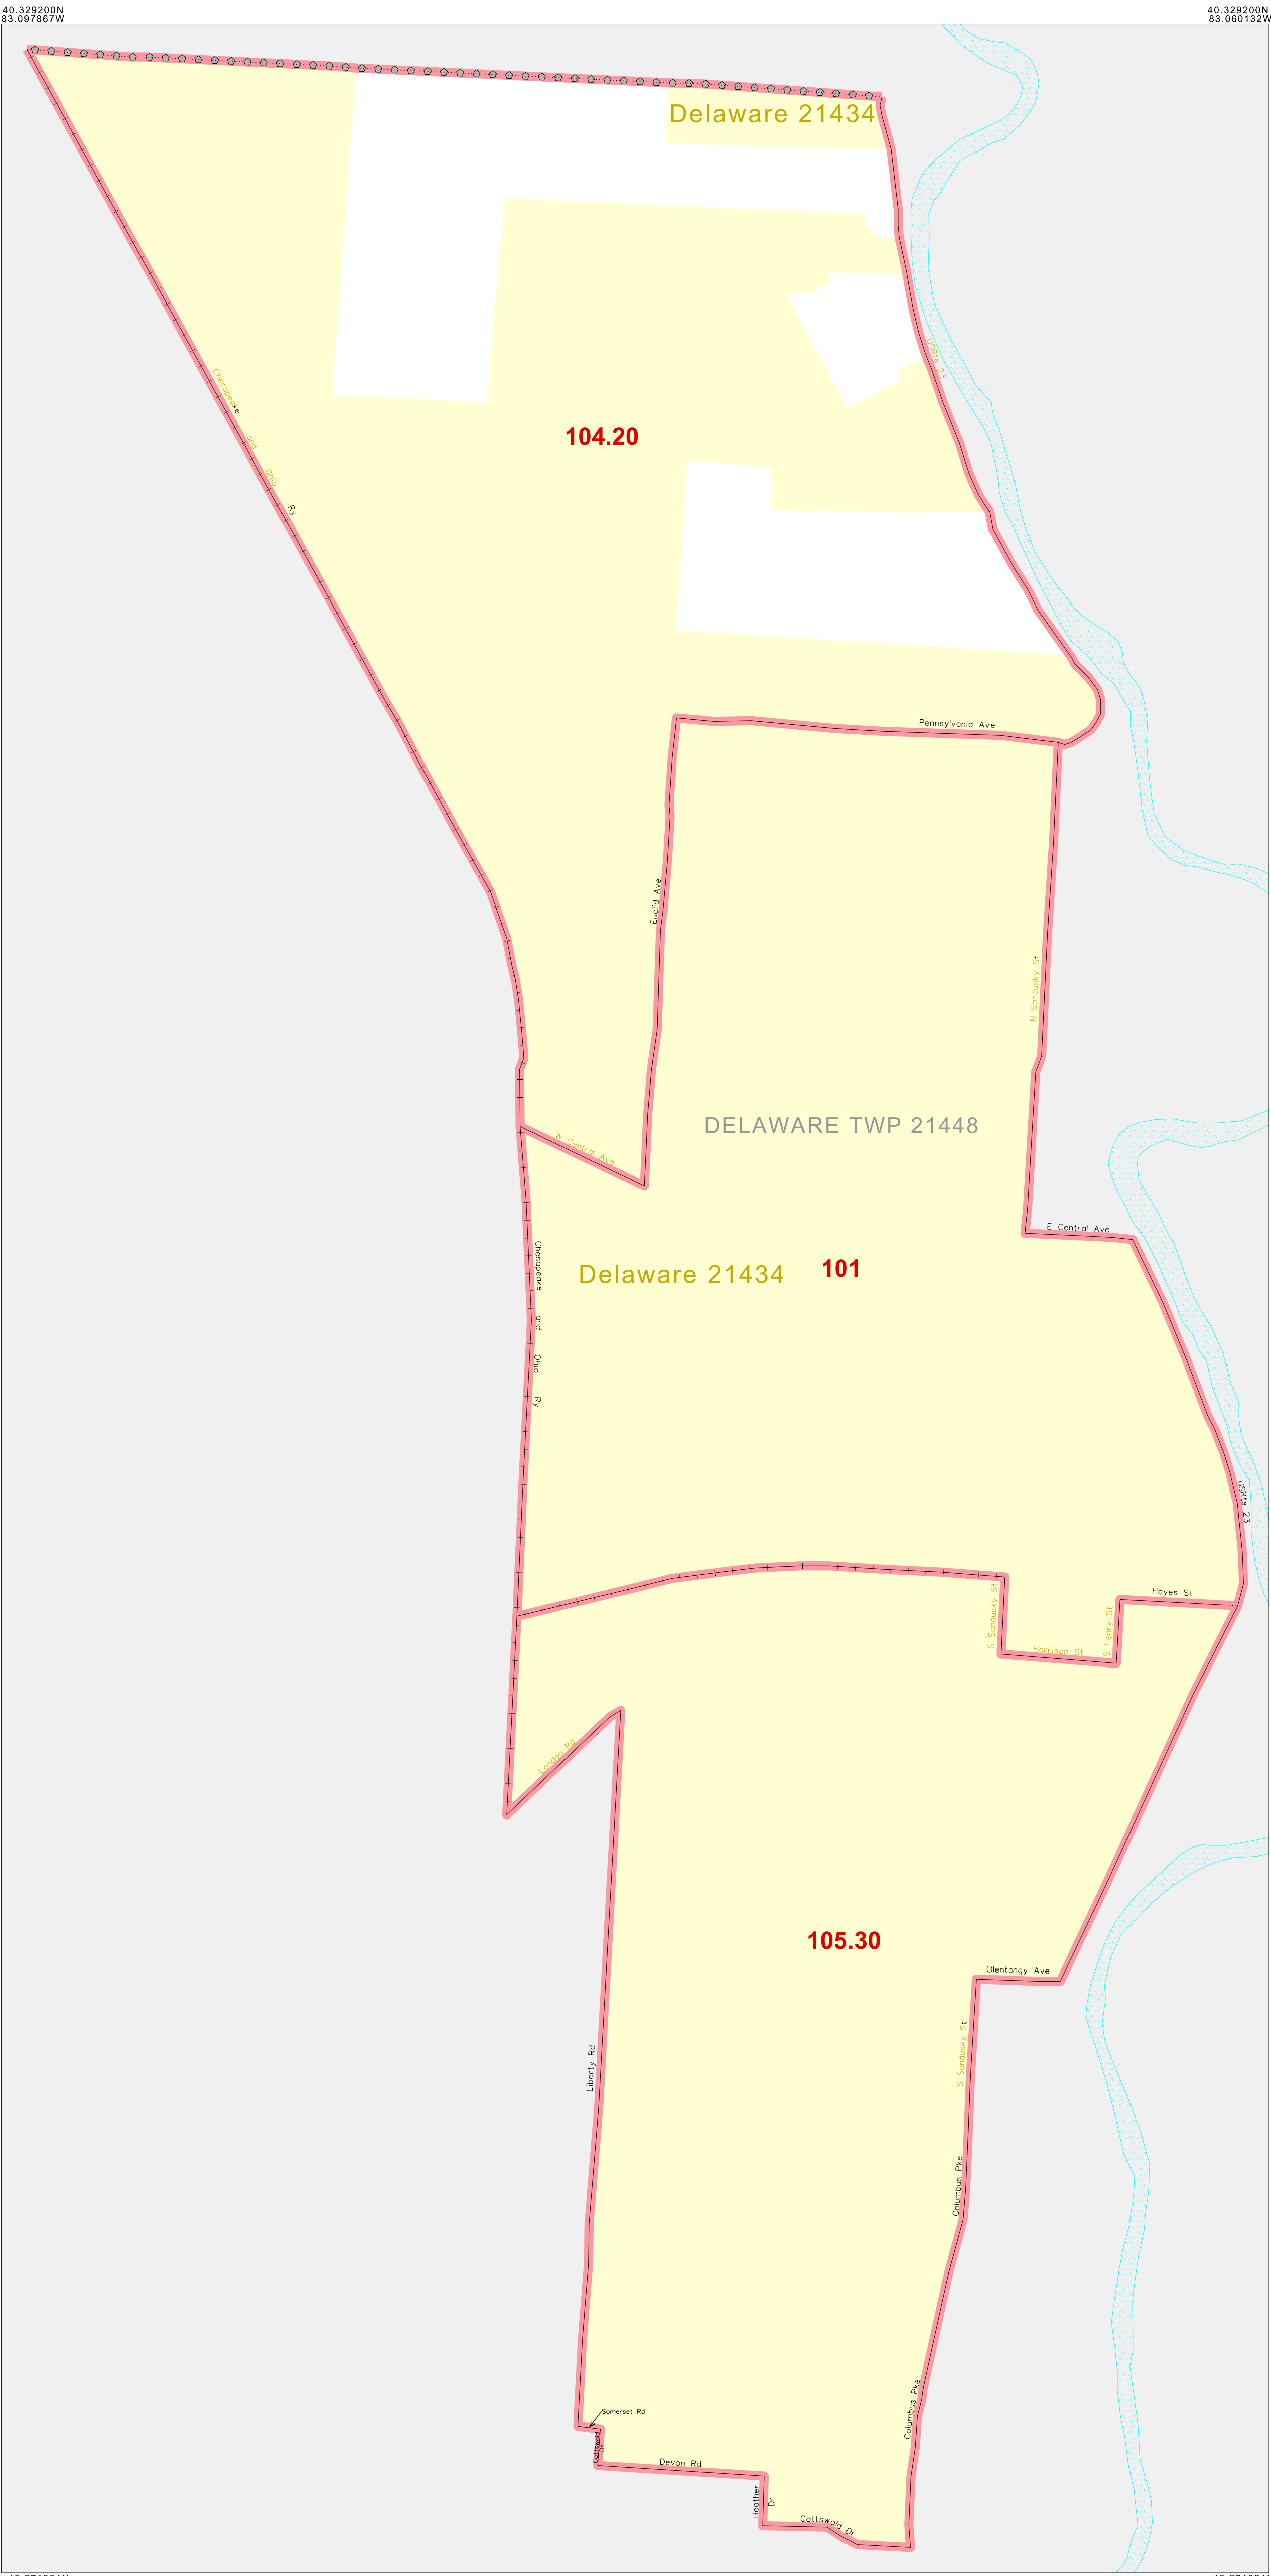 40.329200N
83.097867W
40.329200N
83.060132W
Delaware 21434
USRte 23
Chesapeake and Ohio Ry
104.20
Pennsylvania Ave
Euclid Ave
N Sandusky St
DELAWARE TWP 21448
W Central Ave
E Central Ave
Chesapeake and Ohio Ry
Delaware 21434
101
USRte 23
Hayes St
S Sandusky St
S Henry St
Harrison St
London Rd
105.30
Olentangy Ave
S Sandusky St
Liberty Rd
Columbus Pke
Columbus Pke
Somerset Rd
Cottswold Dr
Devon Rd
Heather Dr
Cottswold Dr